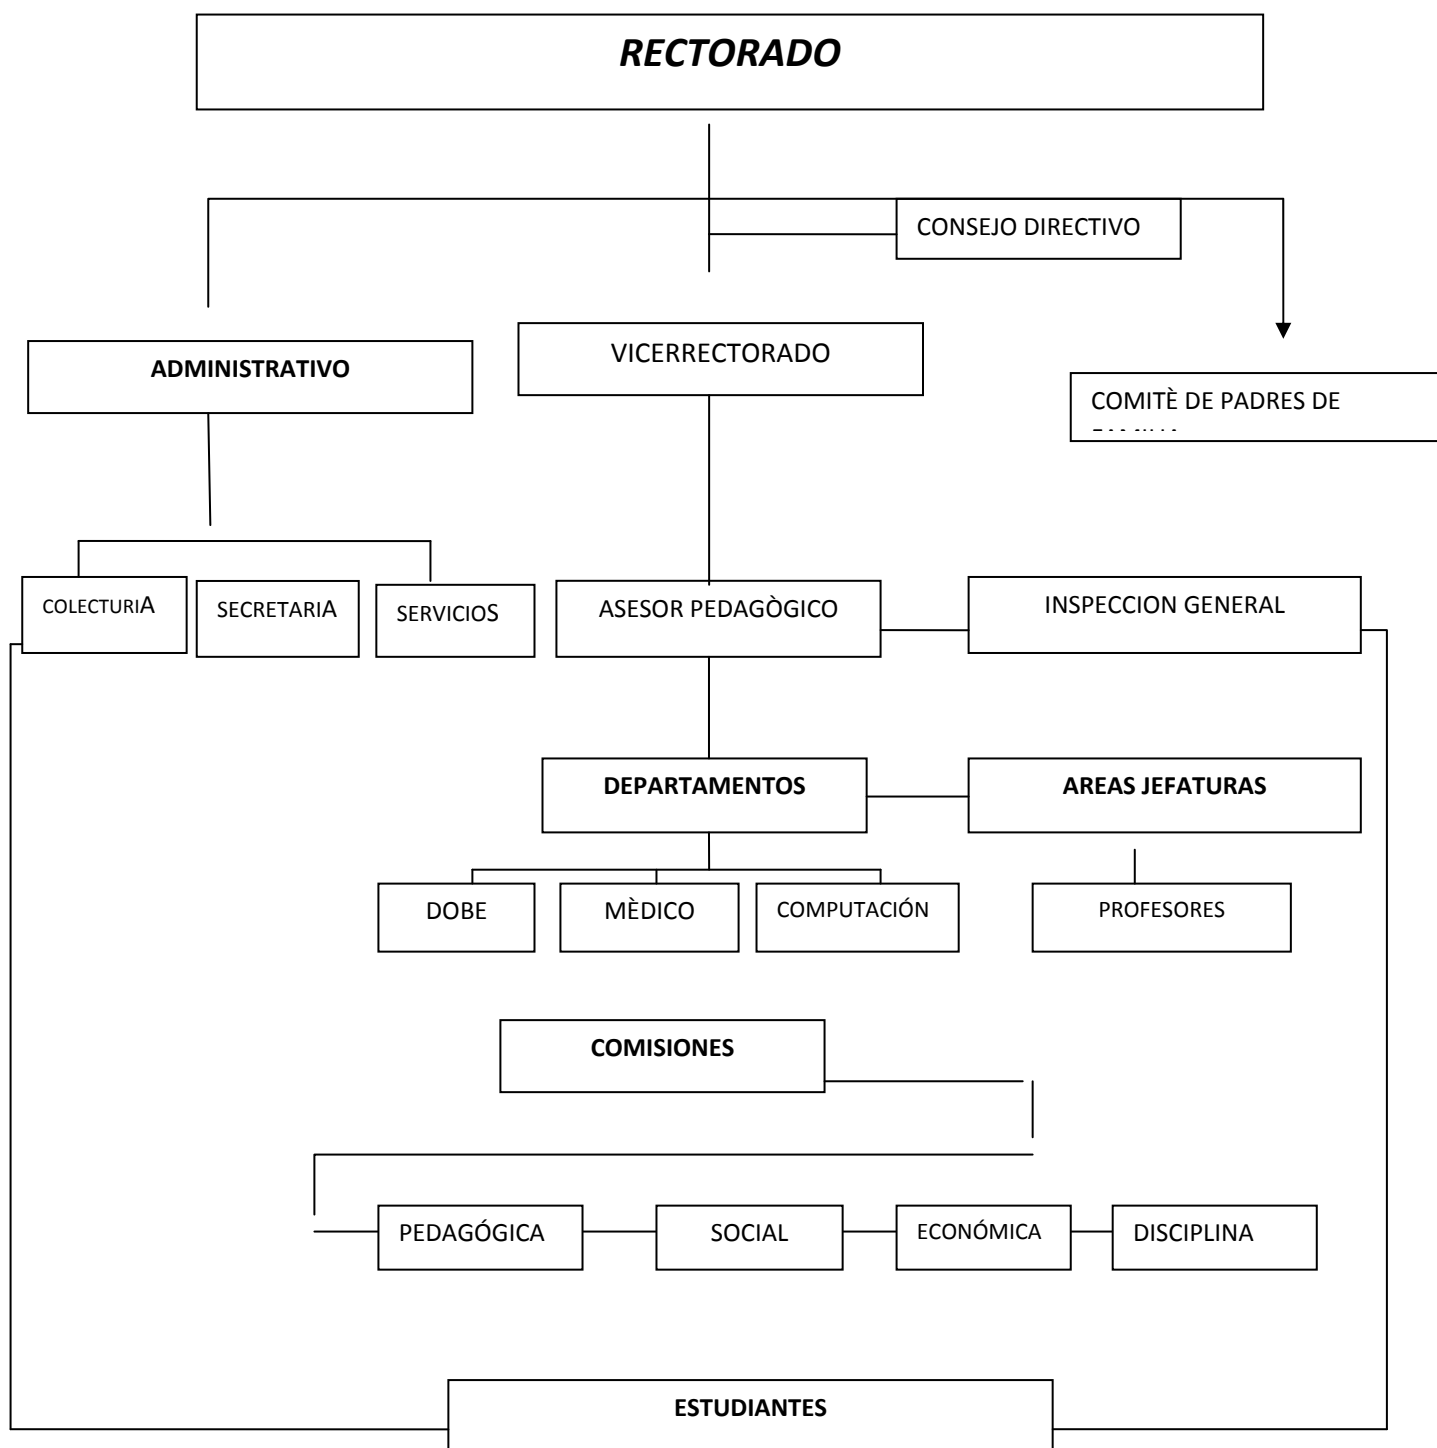 RECTORADO
CONSEJO DIRECTIVO
ADMINISTRATIVO
VICERRECTORADO
COMITÈ DE PADRES DE
COLECTURIA
SECRETARIA
SERVICIOS
ASESOR PEDAGÒGICO
INSPECCION GENERAL
DEPARTAMENTOS
AREAS JEFATURAS
DOBE
MÈDICO
COMPUTACIÓN
PROFESORES
COMISIONES
PEDAGÓGICA
SOCIAL
ECONÓMICA
DISCIPLINA
ESTUDIANTES